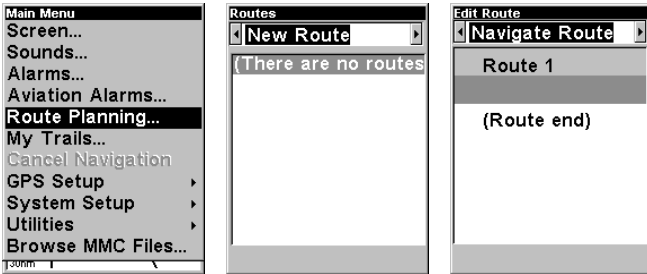 Main Menu
Screen...
Sounds...
Alarms...
Aviation Alarms...
Route Planning...
My Trails...
Cancel Navigation
GPS Setup
System Setup
Utilities
Browse MMC Files...
30nm
Routes
New Route
(There are no routes
Edit Route
Navigate Route
Route 1
(Route end)